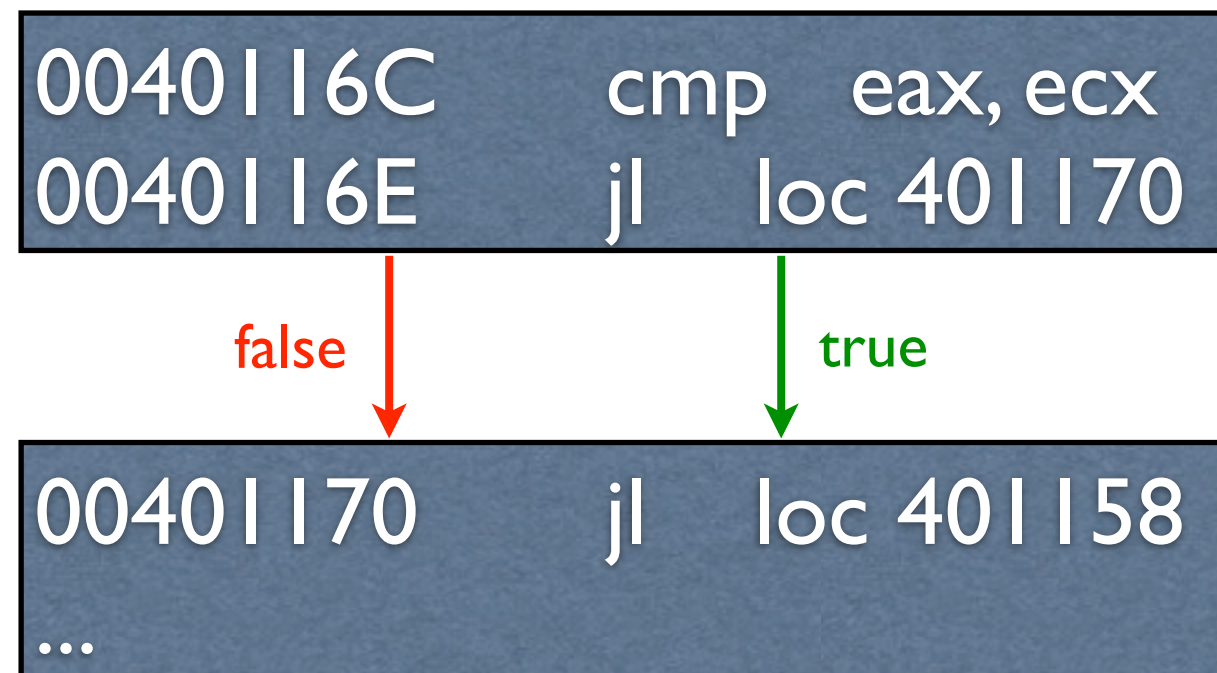 0040116C cmp eax, ecx
0040116E jl loc 401170
false true
00401170 jl loc 401158
...